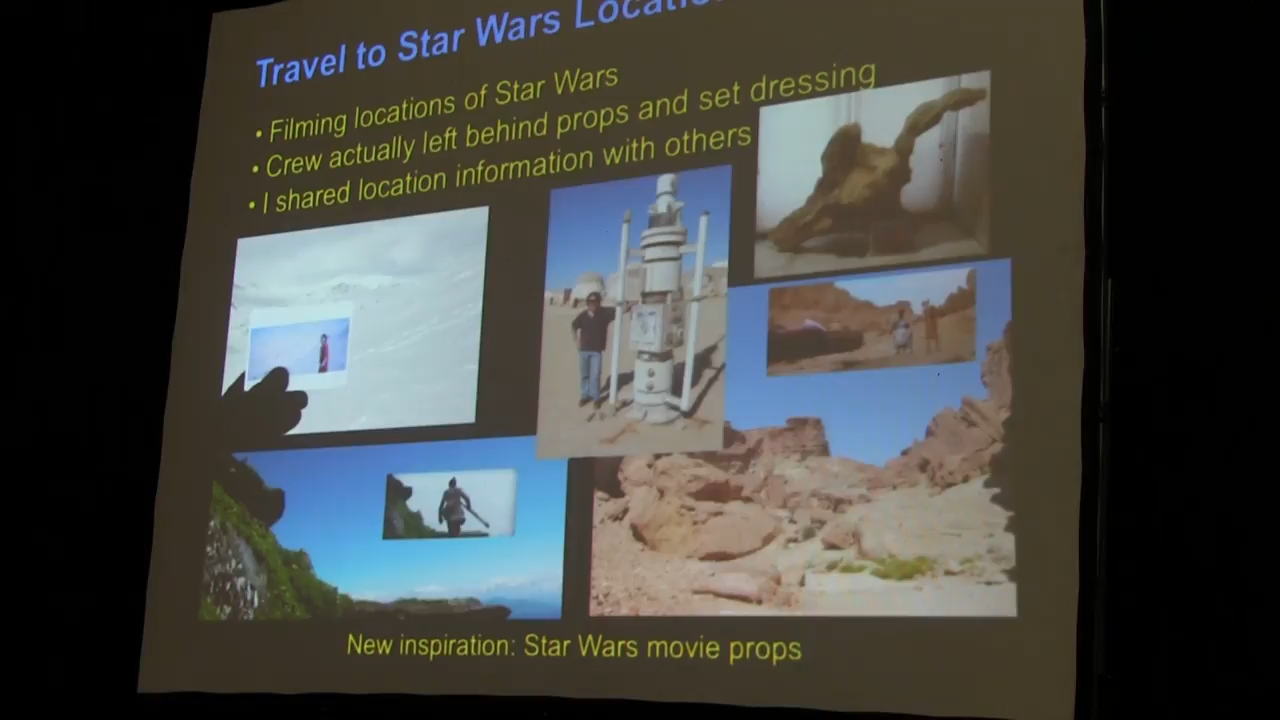 Travel to Star Wars Location
• Filming locations of Star Wars
• Crew actually left behind props and set dressing
• I shared location information with others
New inspiration: Star Wars movie props